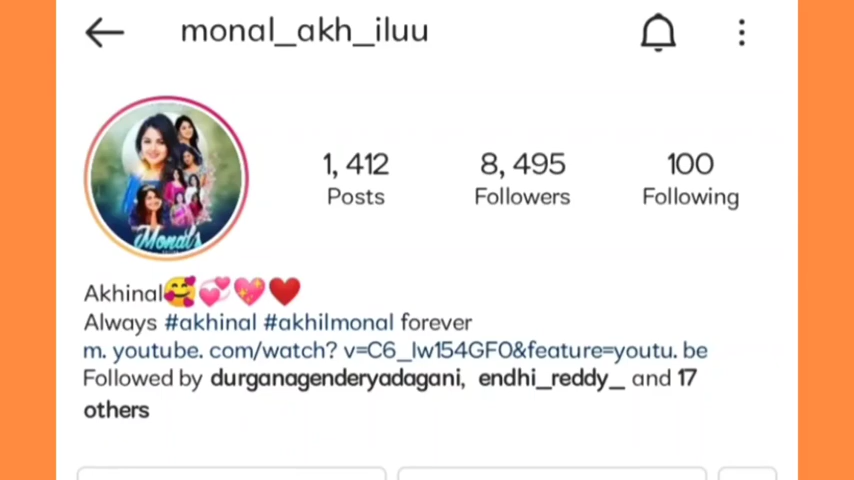 monal_akh_iluu
1, 412 8, 495 100
Posts Followers Following
Monal's
Akhinal🥰💞💖❤️
Always #akhinal #akhilmonal forever
m. youtube. com/watch? v=C6_lw154GF0&feature=youtu. be
Followed by durganagenderyadagani, endhi_reddy_ and 17
others